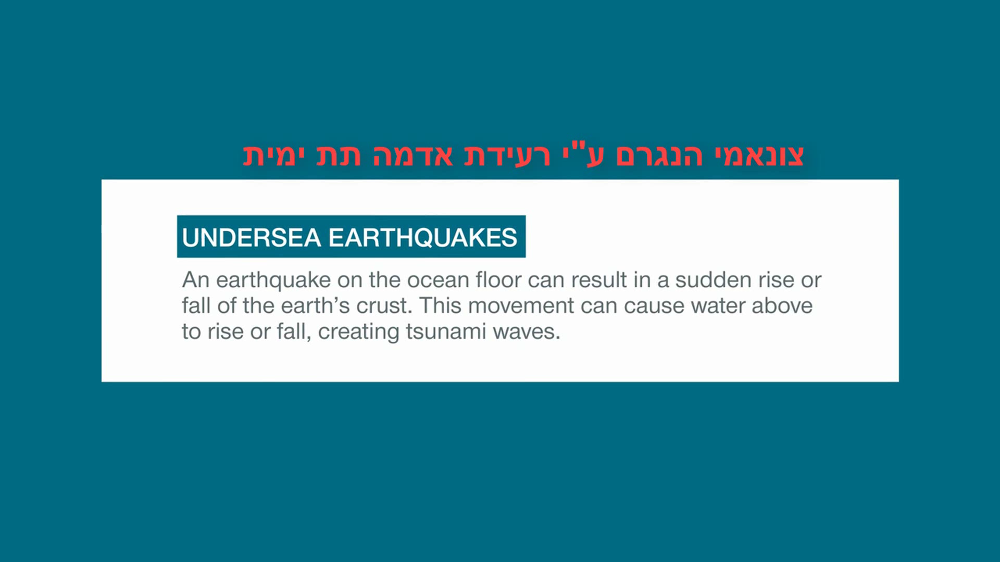 צונאמי הנגרם ע"י רעידת אדמה תת ימית
UNDERSEA EARTHQUAKES
An earthquake on the ocean floor can result in a sudden rise or
fall of the earth’s crust. This movement can cause water above
to rise or fall, creating tsunami waves.